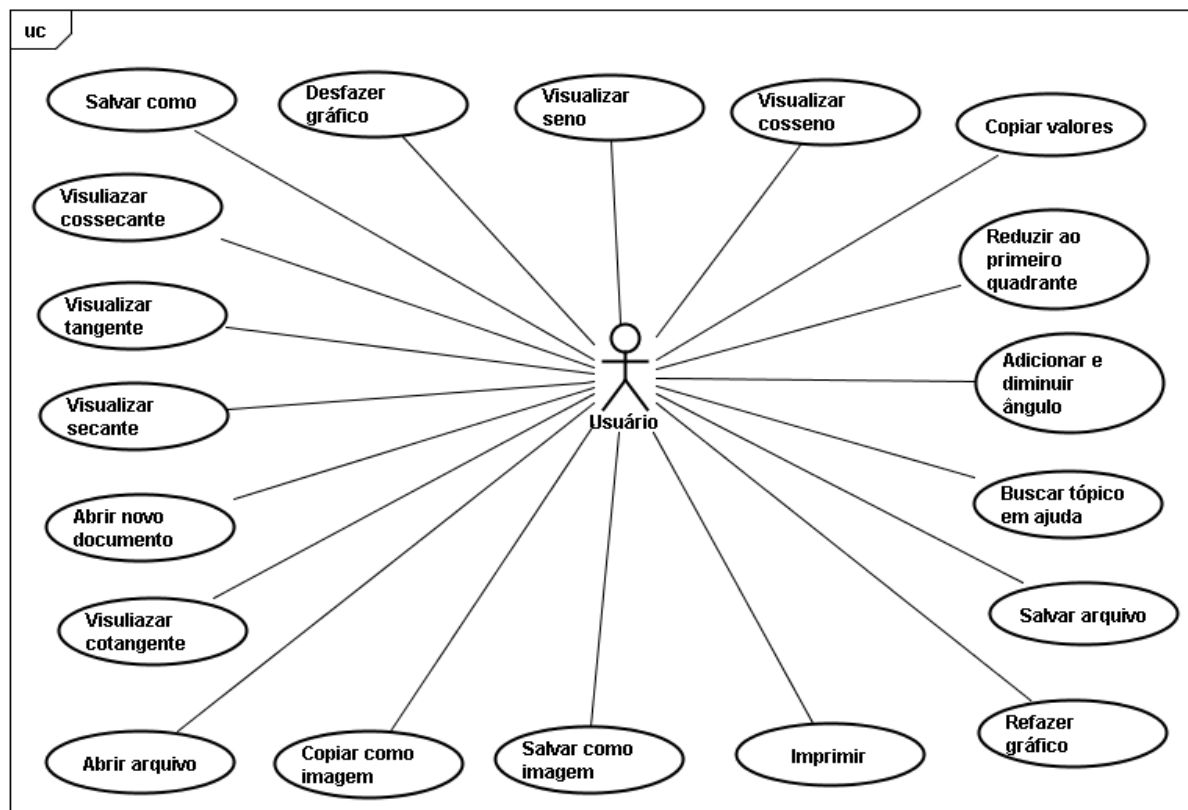 uc
Salvar como
Desfazer
gráfico
Visualizar
seno
Visualizar
cosseno
Copiar valores
Visuliazar
cossecante
Reduzir ao
primeiro
quadrante
Visualizar
tangente
Adicionar e
diminuir
ângulo
Visualizar
secante
Usuário
Buscar tópico
em ajuda
Abrir novo
documento
Salvar arquivo
Visuliazar
cotangente
Refazer
gráfico
Abrir arquivo
Copiar como
imagem
Salvar como
imagem
Imprimir